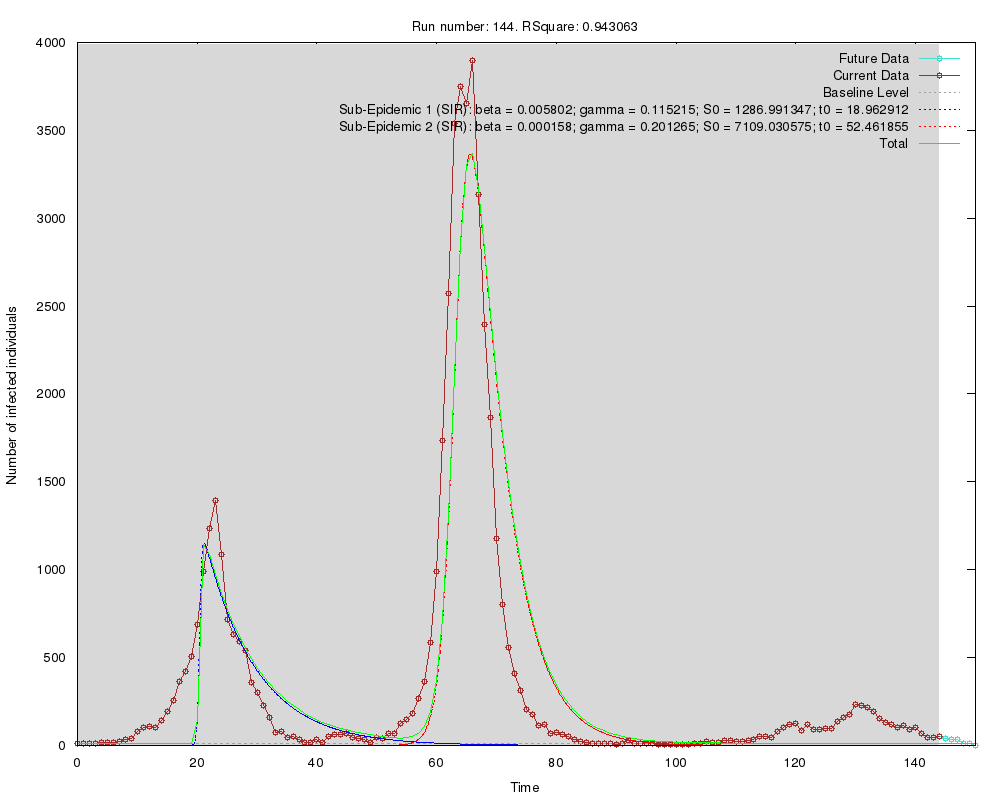 Run number: 144. RSquare: 0.943063
Future Data
Current Data
Baseline Level
Sub-Epidemic 1 (SIR): beta = 0.005802; gamma = 0.115215; S0 = 1286.991347; t0 = 18.962912
Sub-Epidemic 2 (SIR): beta = 0.000158; gamma = 0.201265; S0 = 7109.030575; t0 = 52.461855
Total
Number of infected individuals
4000
3500
3000
2500
2000
1500
1000
500
0
0 20 40 60 80 100 120 140
Time